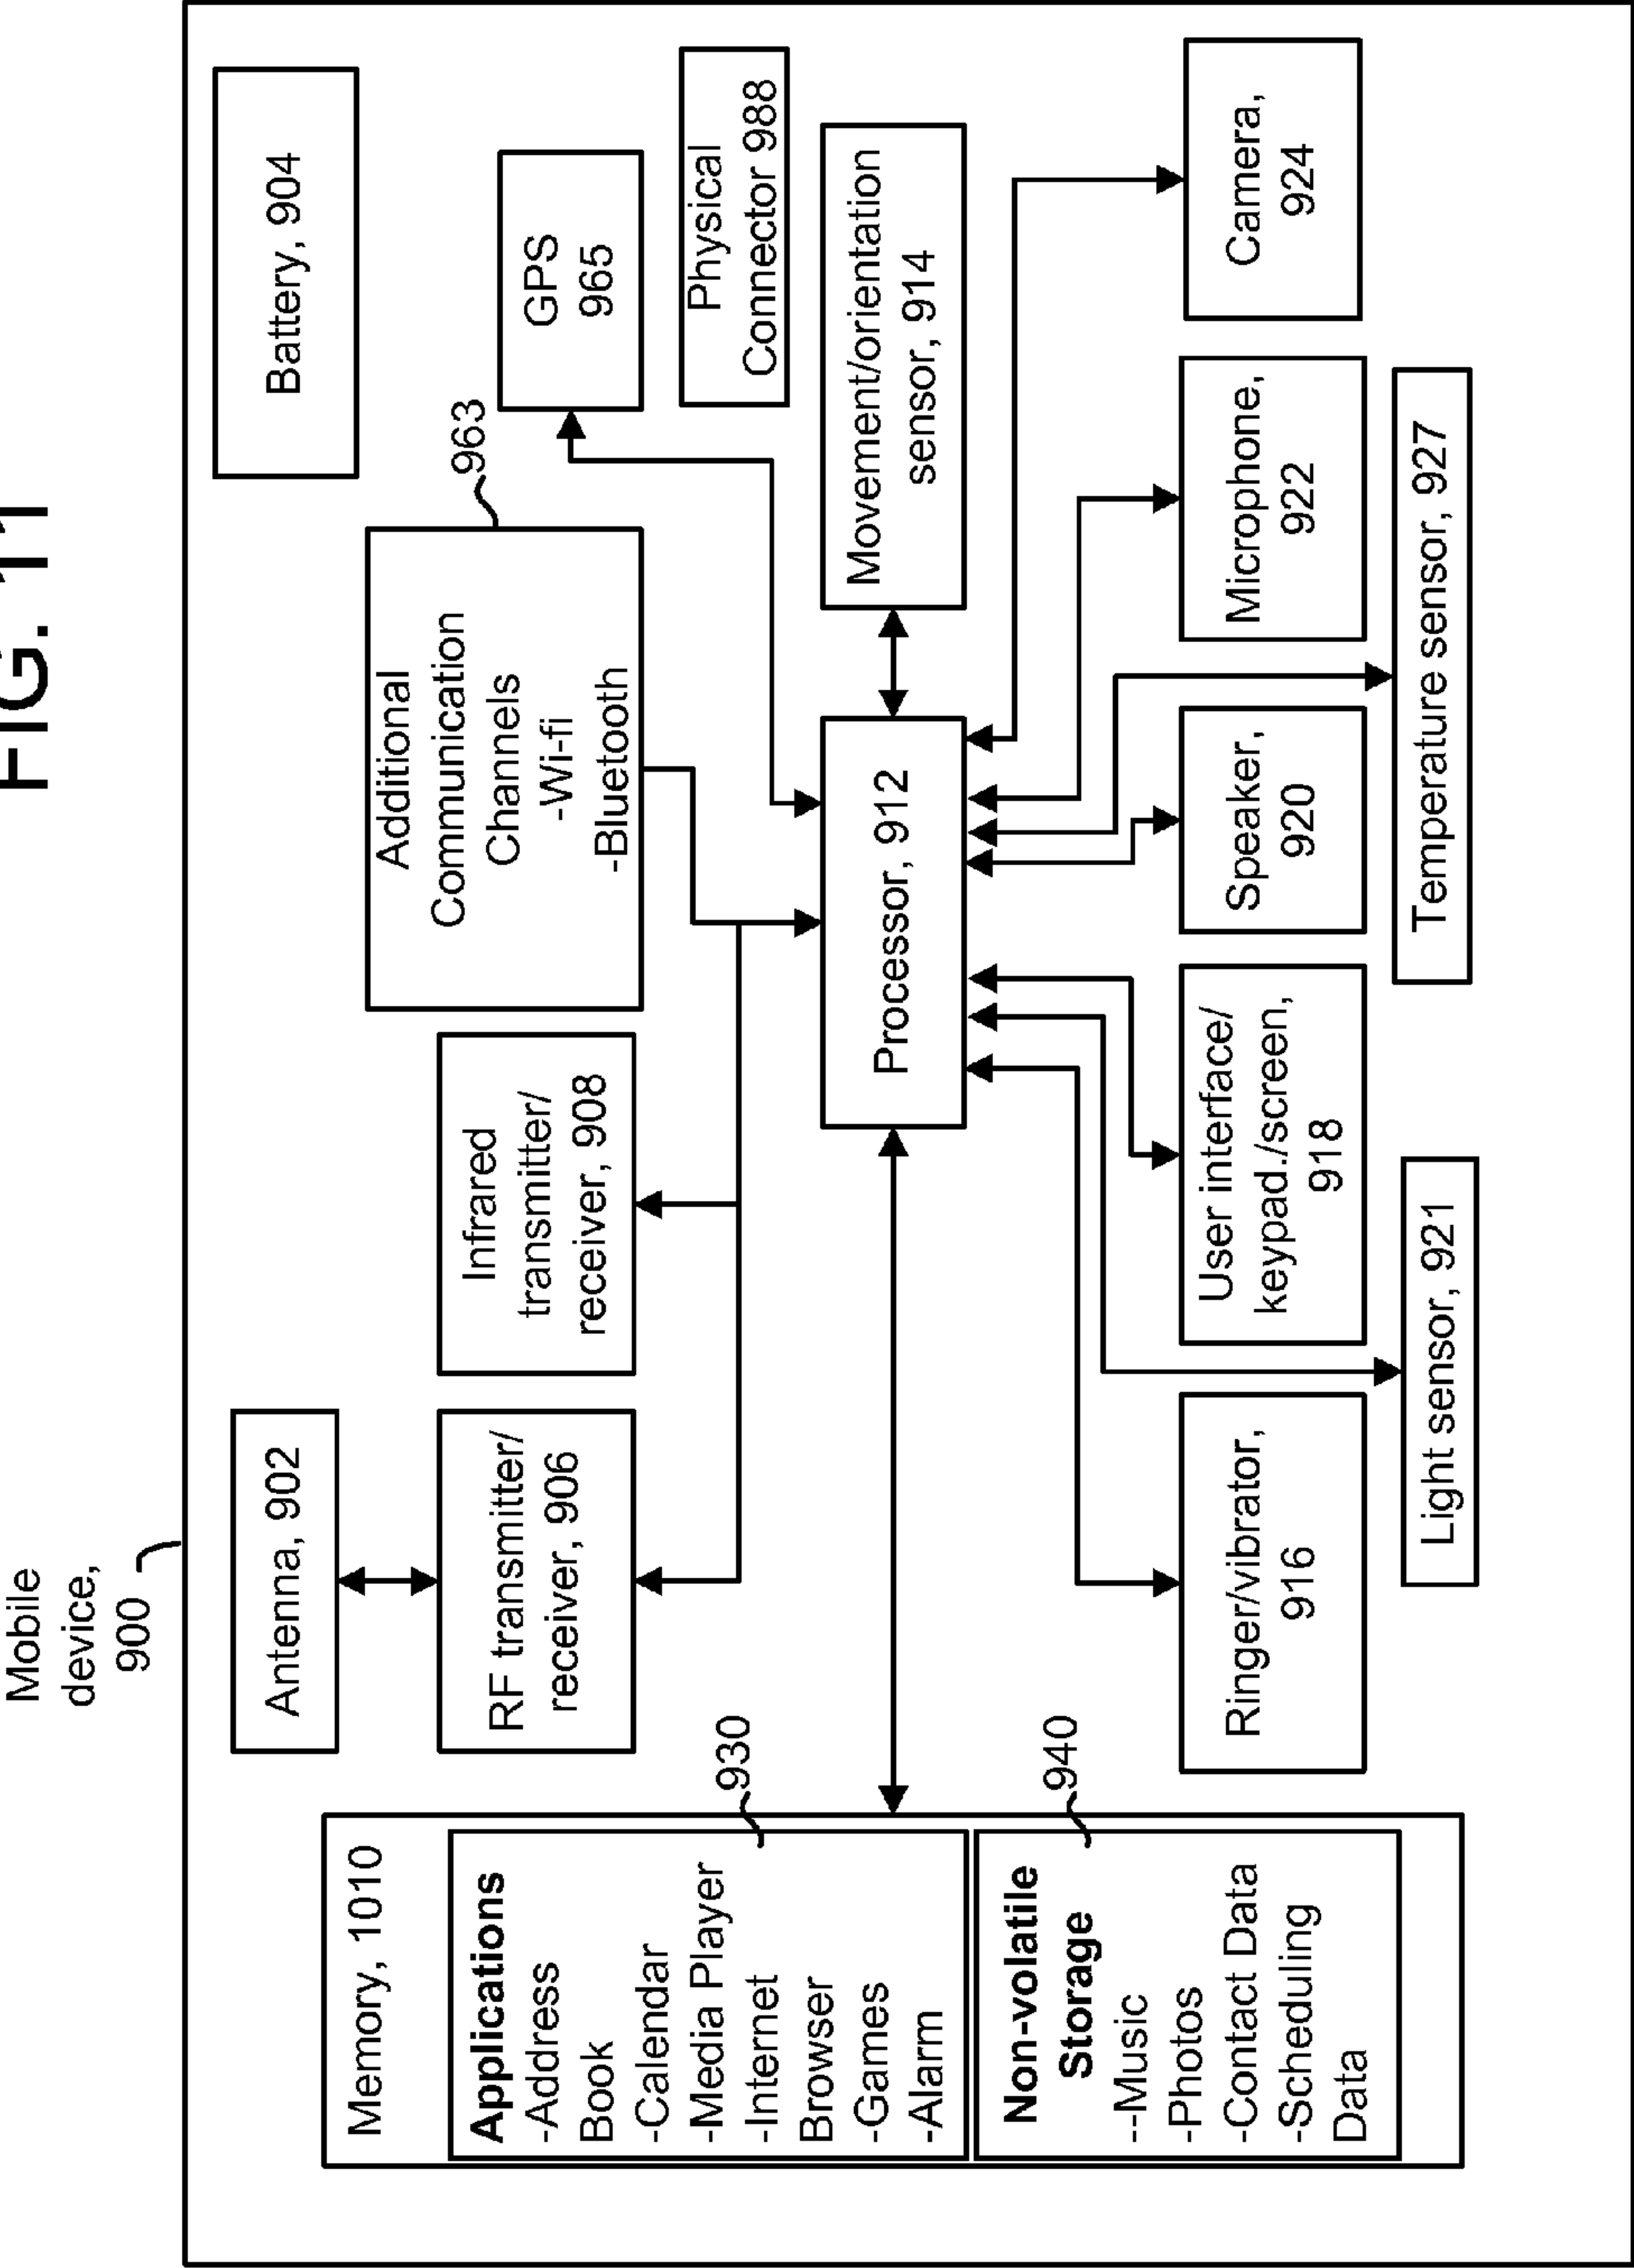 FIG. 11
Mobile
device,
900
Antenna, 902
Battery, 904
Memory, 1010
Applications
-Address
Book
-Calendar
-Media Player
-Internet
Browser
-Games
-Alarm
930
Non-volatile
Storage
--Music
-Photos
-Contact Data
-Scheduling
Data
940
RF transmitter/
receiver, 906
Infrared
transmitter/
receiver, 908
Additional
Communication
Channels
-Wi-fi
-Bluetooth
963
GPS
965
Physical
Connector 988
Processor, 912
Movement/orientation
sensor, 914
Ringer/vibrator,
916
User interface/
keypad./screen,
918
Speaker,
920
Microphone,
922
Camera,
924
Light sensor, 921
Temperature sensor, 927